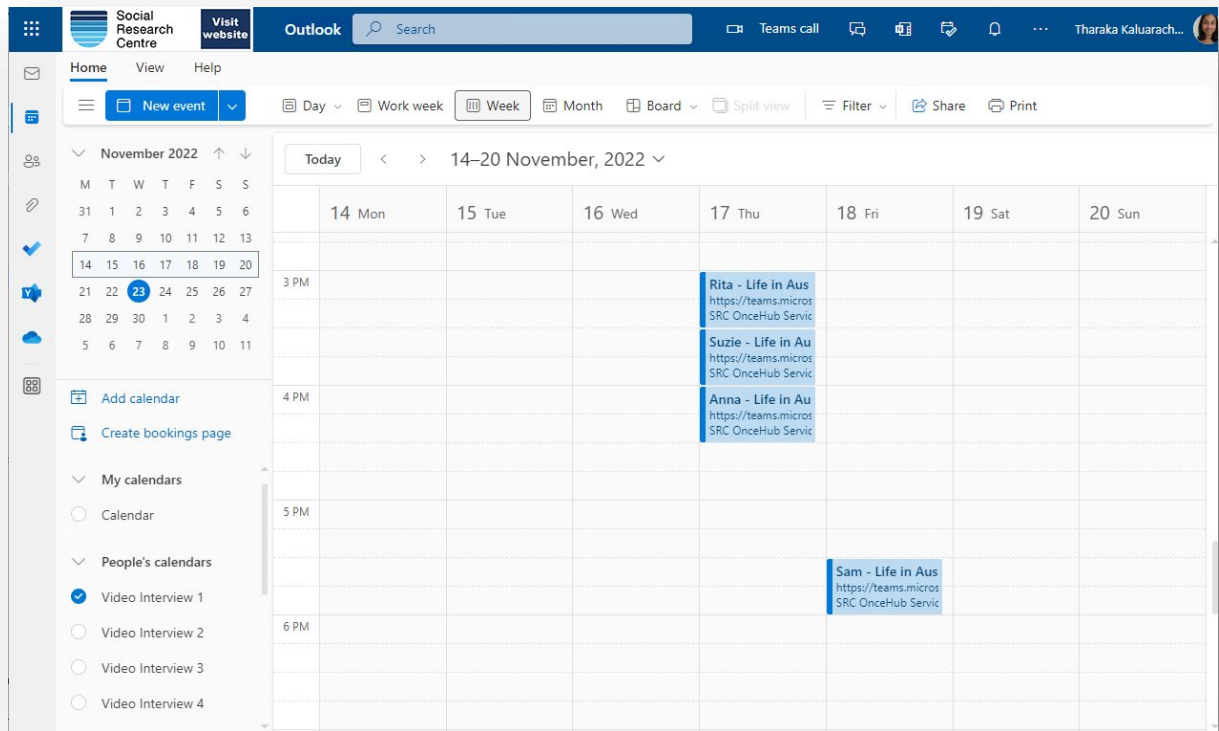 Social
Research
Centre
Visit
website
Outlook
Search
Teams call
Tharaka Kaluarach...
Home View Help
New event
Day Work week Week Month Board Split view Filter Share Print
November 2022
M T W T F S S
31 1 2 3 4 5 6
7 8 9 10 11 12 13
14 15 16 17 18 19 20
21 22 23 24 25 26 27
28 29 30 1 2 3 4
5 6 7 8 9 10 11
Add calendar
Create bookings page
My calendars
Calendar
People's calendars
Video Interview 1
Video Interview 2
Video Interview 3
Video Interview 4
Today 14–20 November, 2022
14 Mon 15 Tue 16 Wed 17 Thu 18 Fri 19 Sat 20 Sun
3 PM
Rita - Life in Aus
https://teams.micros
SRC OnceHub Servic
Suzie - Life in Au
https://teams.micros
SRC OnceHub Servic
4 PM
Anna - Life in Au
https://teams.micros
SRC OnceHub Servic
5 PM
Sam - Life in Aus
https://teams.micros
SRC OnceHub Servic
6 PM